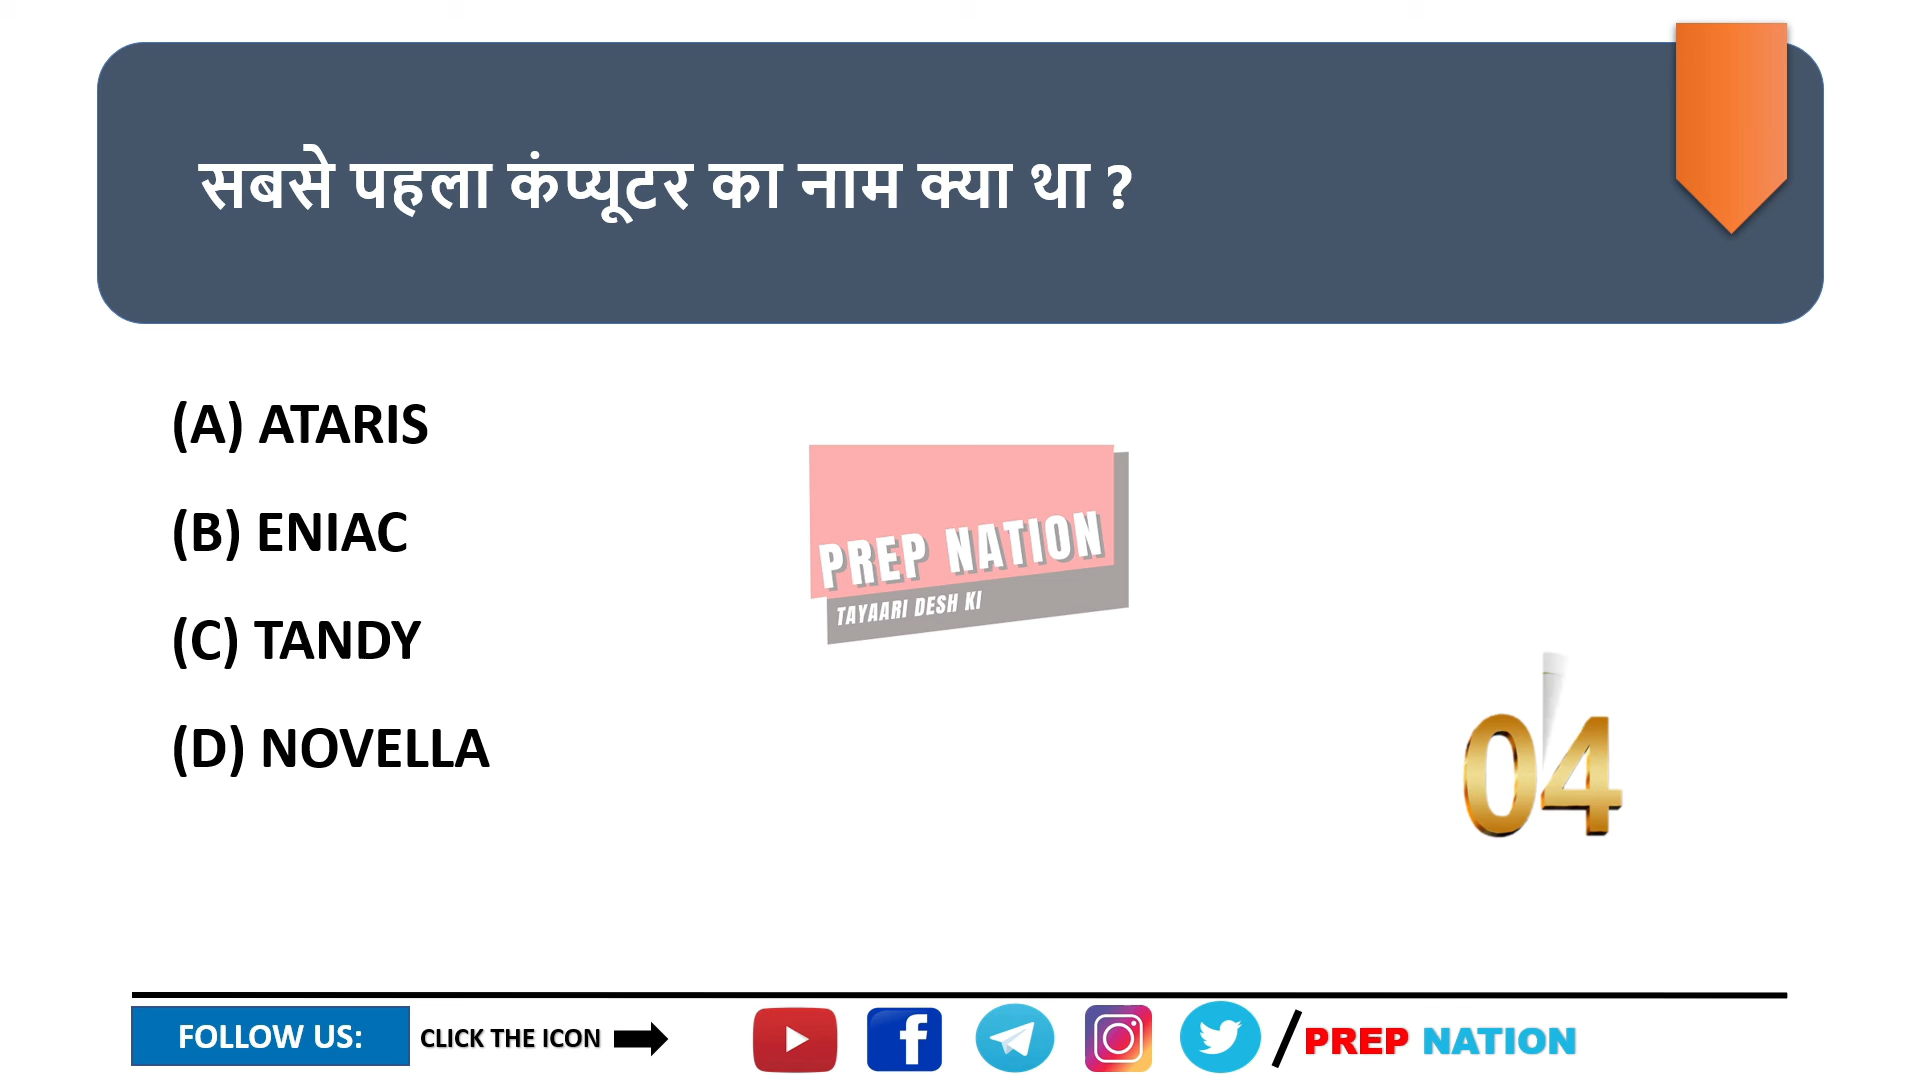 सबसे पहला कंप्यूटर का नाम क्या था ?
(A) ATARIS
(B) ENIAC
(C) TANDY
(D) NOVELLA
PREP NATION
TAYAARI DESH KI
04
FOLLOW US: CLICK THE ICON /PREP NATION